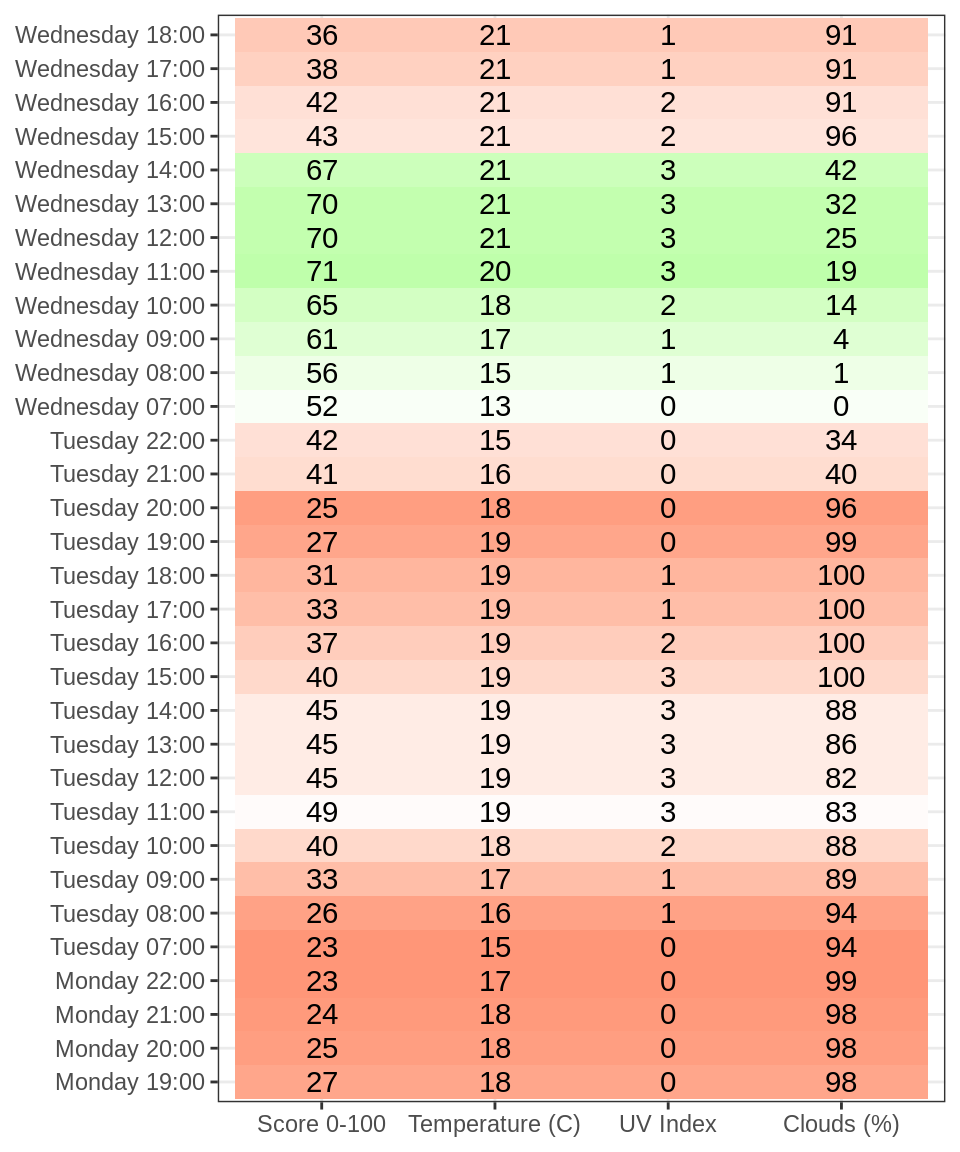 Wednesday 18:00 36 21 1 91
Wednesday 17:00 38 21 1 91
Wednesday 16:00 42 21 2 91
Wednesday 15:00 43 21 2 96
Wednesday 14:00 67 21 3 42
Wednesday 13:00 70 21 3 32
Wednesday 12:00 70 21 3 25
Wednesday 11:00 71 20 3 19
Wednesday 10:00 65 18 2 14
Wednesday 09:00 61 17 1 4
Wednesday 08:00 56 15 1 1
Wednesday 07:00 52 13 0 0
Tuesday 22:00 42 15 0 34
Tuesday 21:00 41 16 0 40
Tuesday 20:00 25 18 0 96
Tuesday 19:00 27 19 0 99
Tuesday 18:00 31 19 1 100
Tuesday 17:00 33 19 1 100
Tuesday 16:00 37 19 2 100
Tuesday 15:00 40 19 3 100
Tuesday 14:00 45 19 3 88
Tuesday 13:00 45 19 3 86
Tuesday 12:00 45 19 3 82
Tuesday 11:00 49 19 3 83
Tuesday 10:00 40 18 2 88
Tuesday 09:00 33 17 1 89
Tuesday 08:00 26 16 1 94
Tuesday 07:00 23 15 0 94
Monday 22:00 23 17 0 99
Monday 21:00 24 18 0 98
Monday 20:00 25 18 0 98
Monday 19:00 27 18 0 98
Score 0-100 Temperature (C) UV Index Clouds (%)